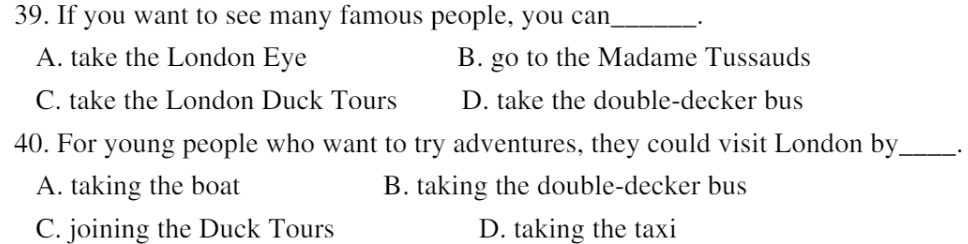 39. If you want to see many famous people, you can______.
A. take the London Eye B. go to the Madame Tussauds
C. take the London Duck Tours D. take the double-decker bus
40. For young people who want to try adventures, they could visit London by____.
A. taking the boat B. taking the double-decker bus
C. joining the Duck Tours D. taking the taxi